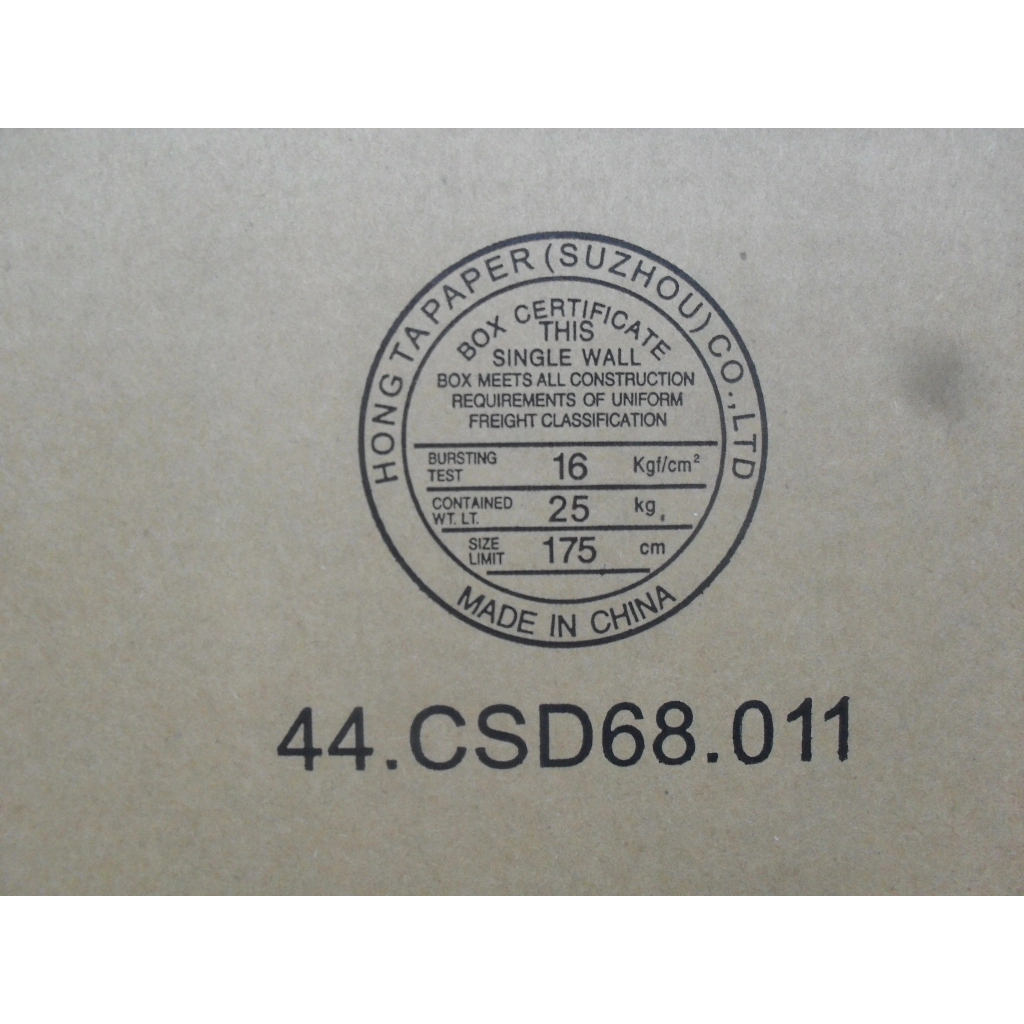 HONG TA PAPER (SUZHOU) CO., LTD
BOX CERTIFICATE
THIS
SINGLE WALL
BOX MEETS ALL CONSTRUCTION
REQUIREMENTS OF UNIFORM
FREIGHT CLASSIFICATION
BURSTING TEST 16 Kgf/cm²
CONTAINED WT. LT. 25 kg.
SIZE LIMIT 175 cm
MADE IN CHINA
44.CSD68.011